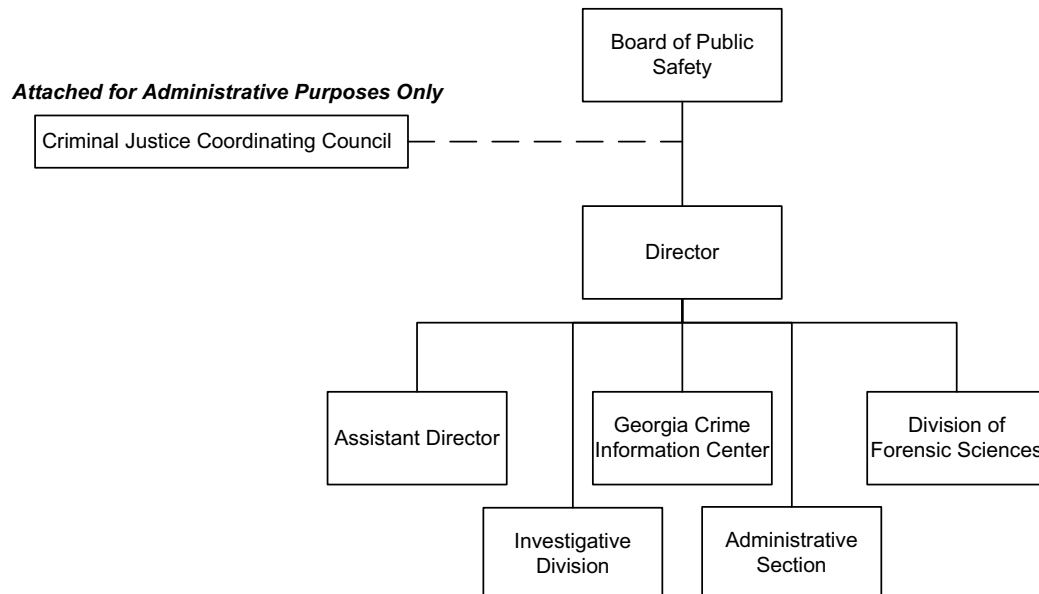 Board of Public
Safety
Attached for Administrative Purposes Only
Criminal Justice Coordinating Council
Director
Assistant Director
Georgia Crime
Information Center
Division of
Forensic Sciences
Investigative
Division
Administrative
Section